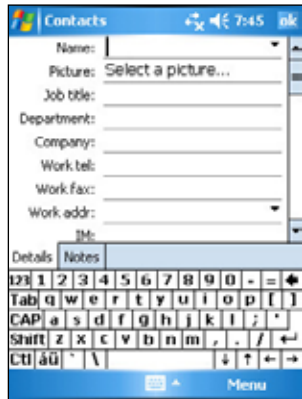 Contacts 7:45 ok
Name:
Picture: Select a picture...
Job title:
Department:
Company:
Work tel:
Work fax:
Work addr:
IM:
Details Notes
123 1 2 3 4 5 6 7 8 9 0 - =
Tab q w e r t y u i o p [ ]
CAP a s d f g h j k l ; '
Shift z x c v b n m , . /
Ctl áü ` \
Menu